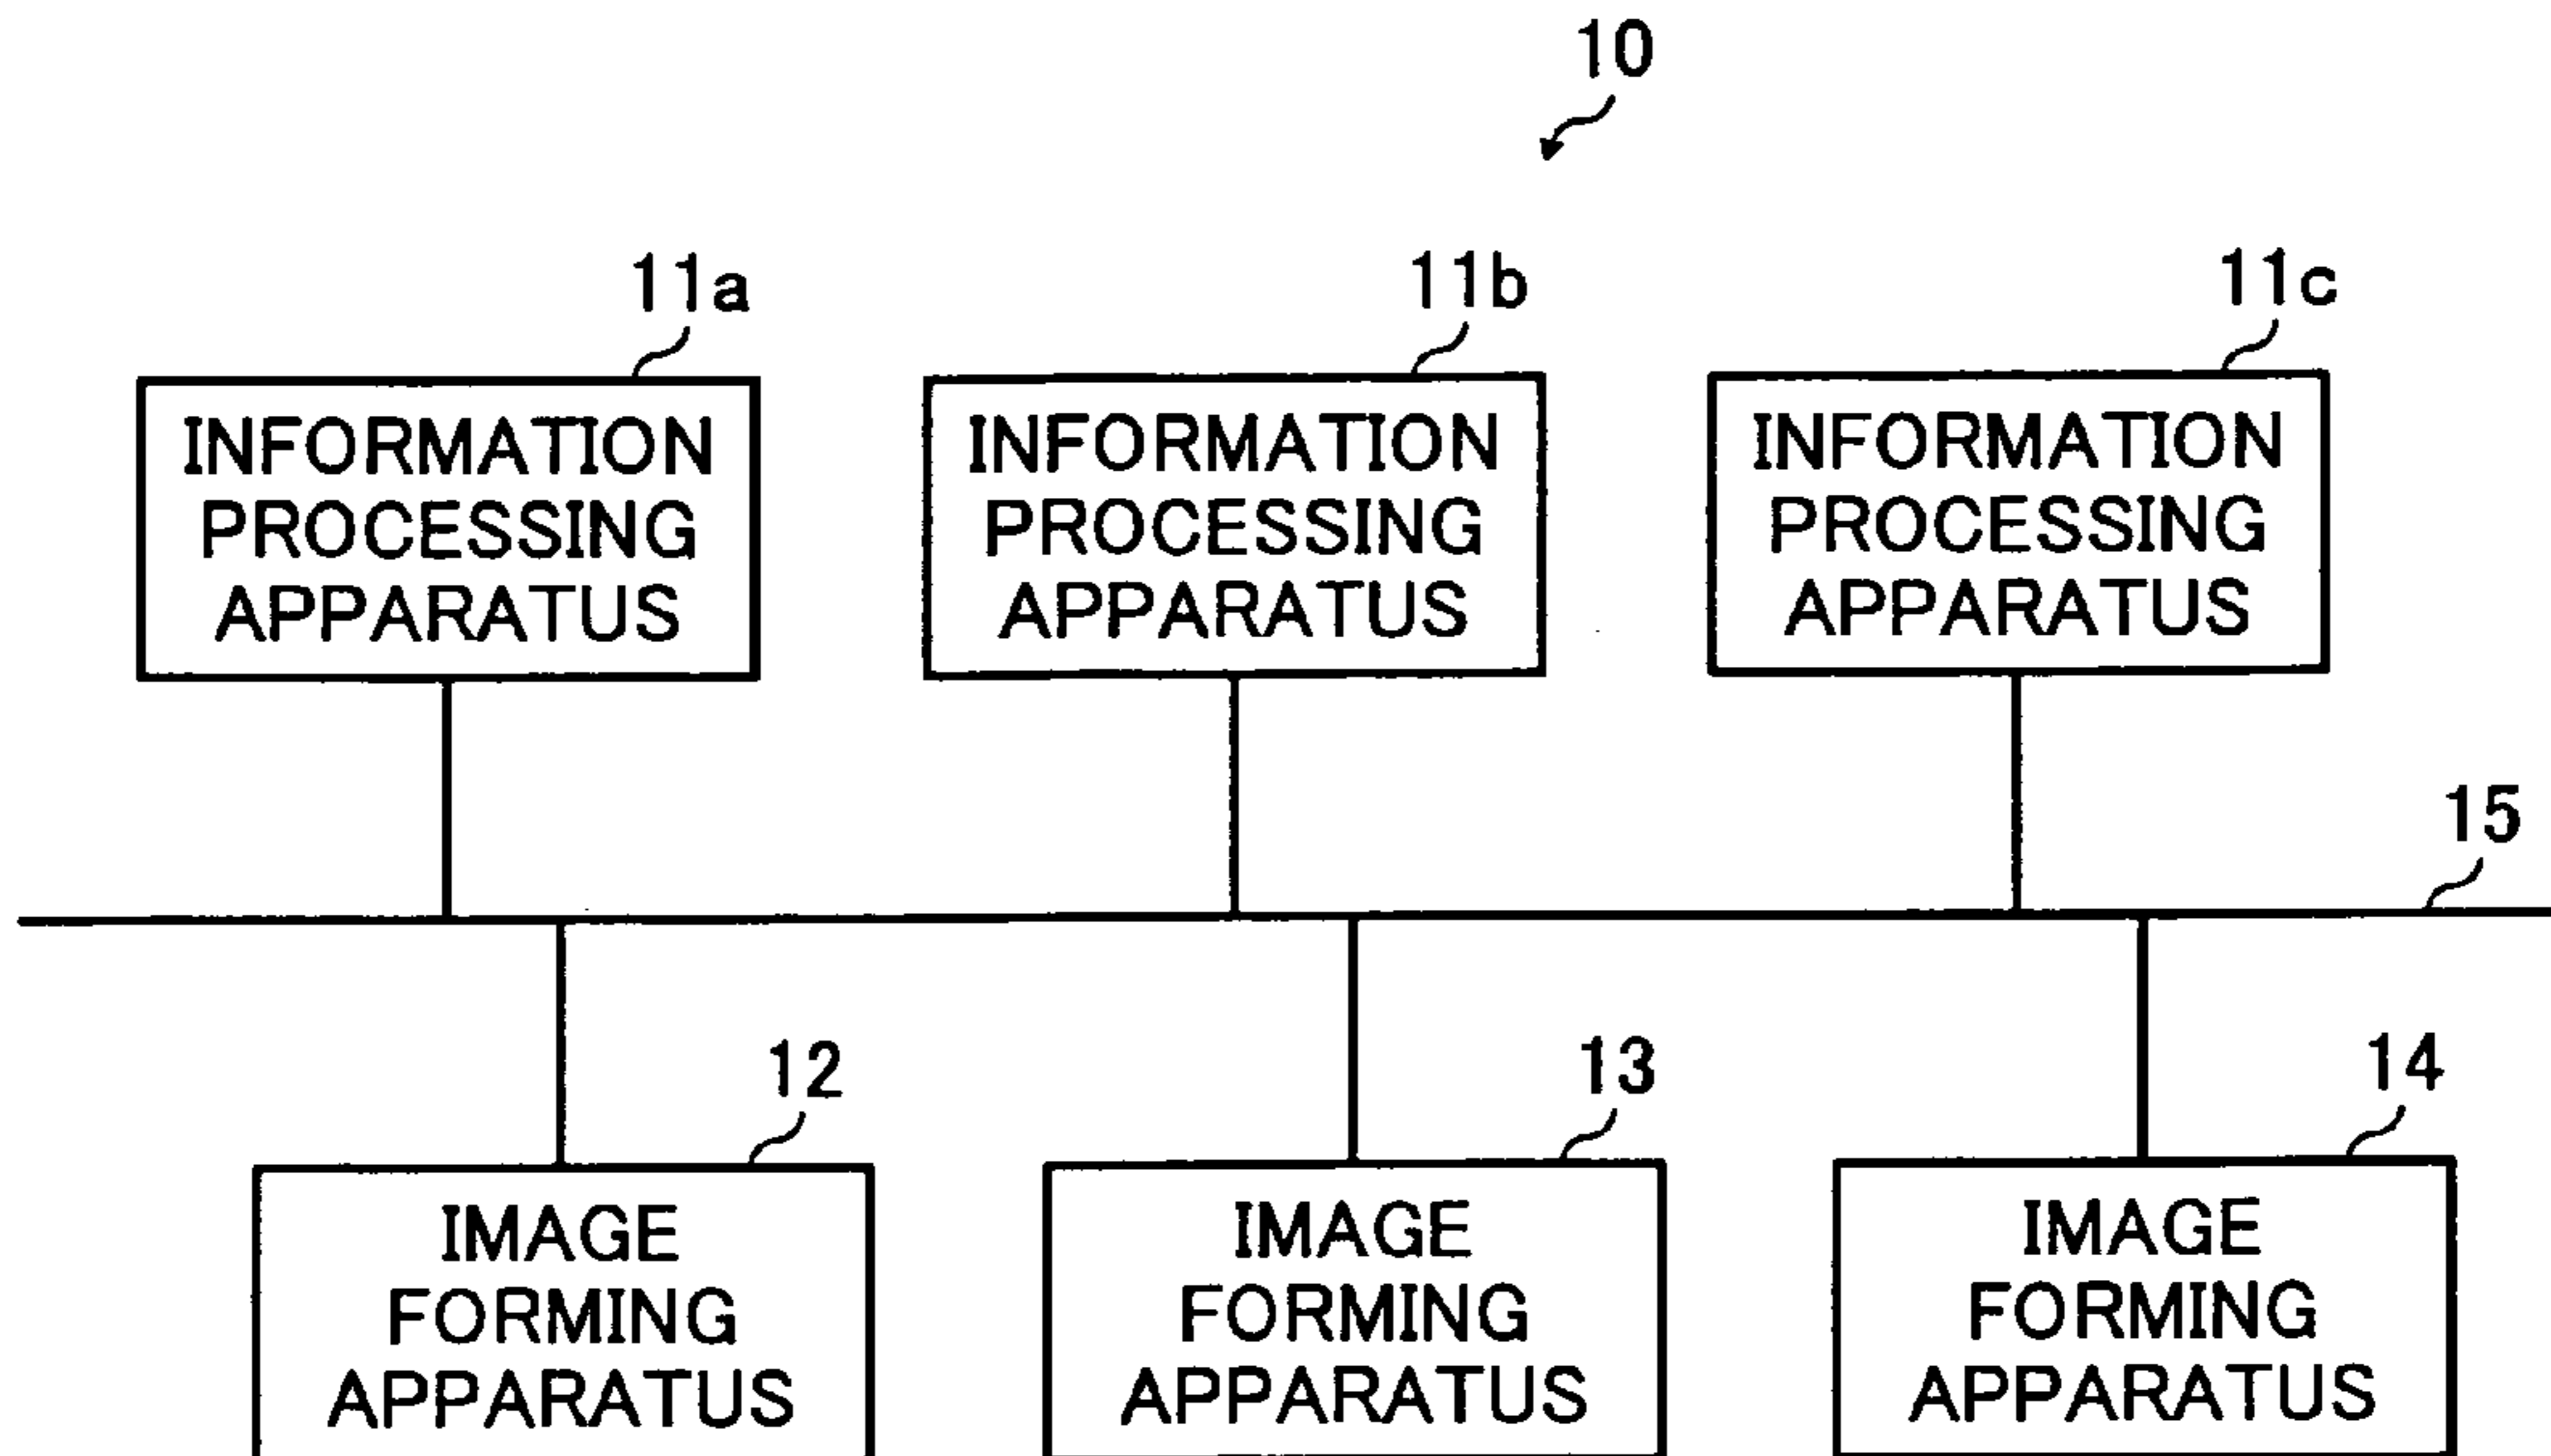 10
11a
INFORMATION
PROCESSING
APPARATUS
11b
INFORMATION
PROCESSING
APPARATUS
11c
INFORMATION
PROCESSING
APPARATUS
15
12
IMAGE
FORMING
APPARATUS
13
IMAGE
FORMING
APPARATUS
14
IMAGE
FORMING
APPARATUS